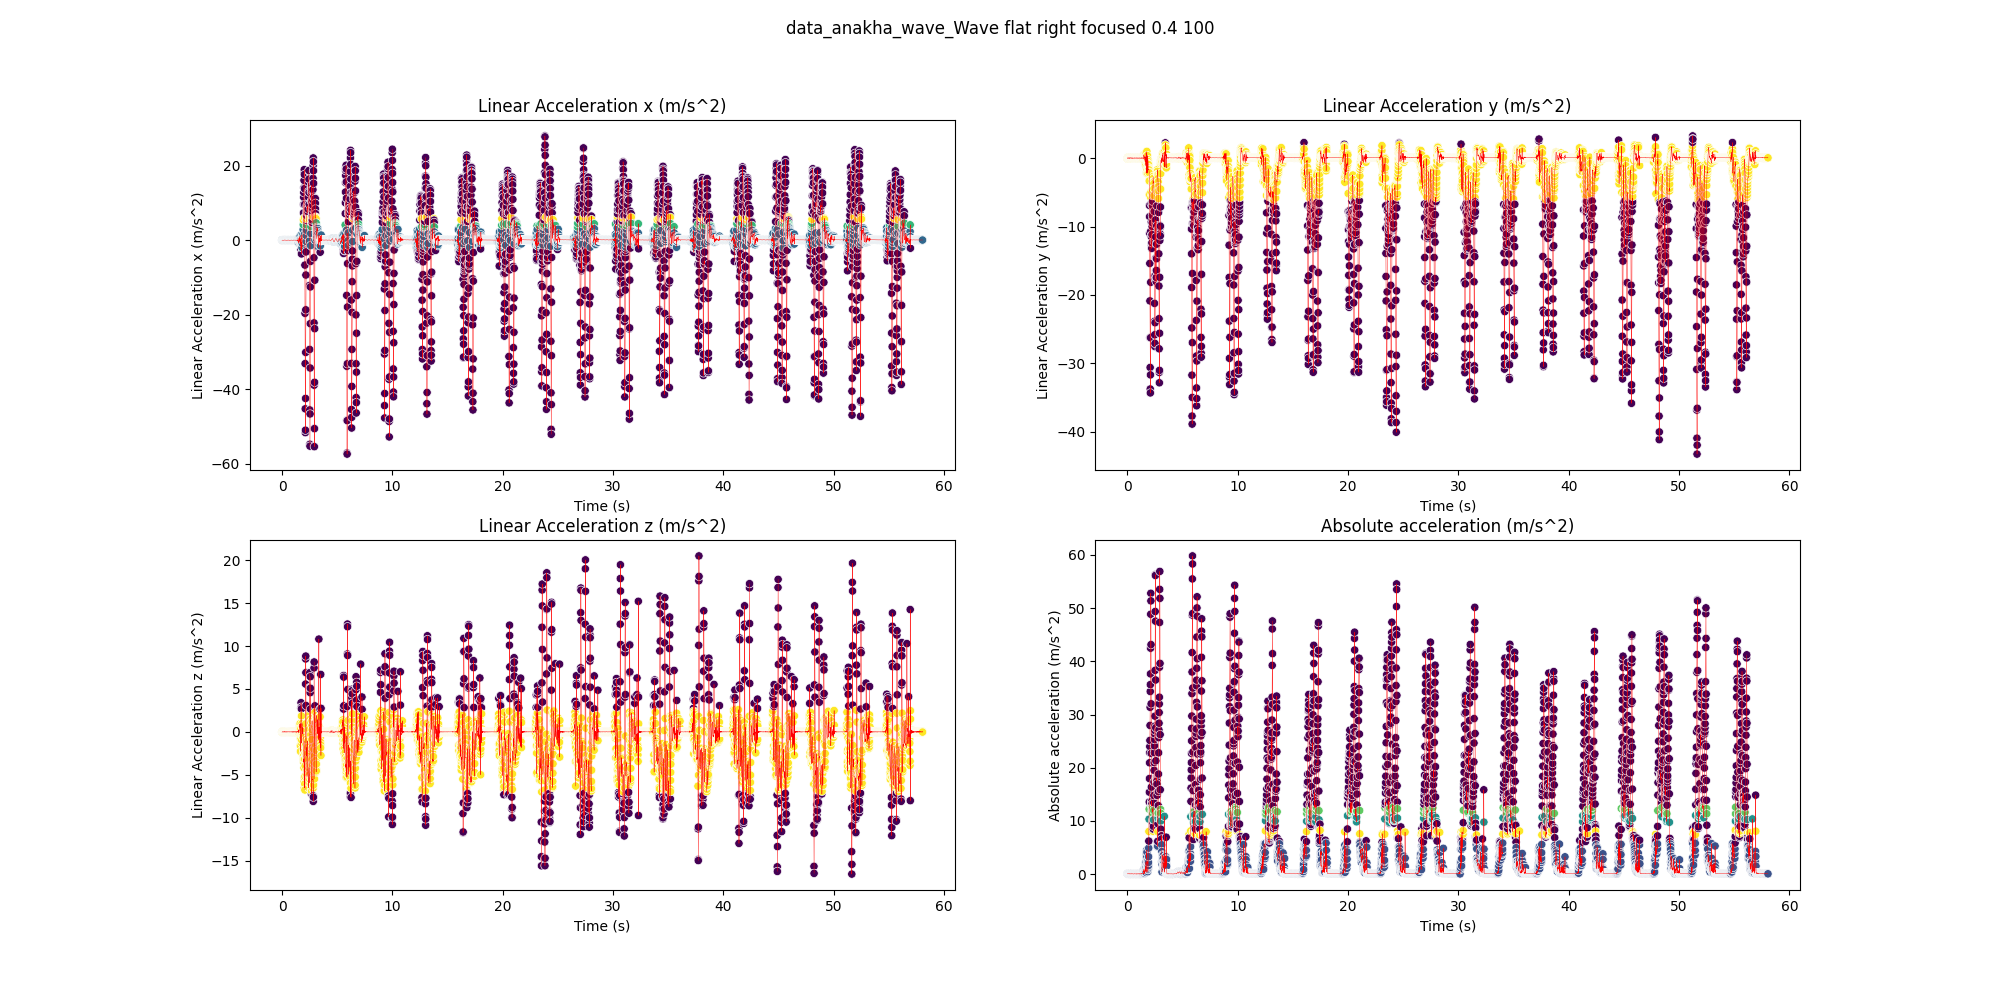 data_anakha_wave_Wave flat right focused 0.4 100
Linear Acceleration x (m/s^2)
Linear Acceleration x (m/s^2)
20
0
−20
−40
−60
0 10 20 30 40 50 60
Time (s)
Linear Acceleration y (m/s^2)
Linear Acceleration y (m/s^2)
0
−10
−20
−30
−40
0 10 20 30 40 50 60
Time (s)
Linear Acceleration z (m/s^2)
Linear Acceleration z (m/s^2)
20
15
10
5
0
−5
−10
−15
0 10 20 30 40 50 60
Time (s)
Absolute acceleration (m/s^2)
Absolute acceleration (m/s^2)
60
50
40
30
20
10
0
0 10 20 30 40 50 60
Time (s)